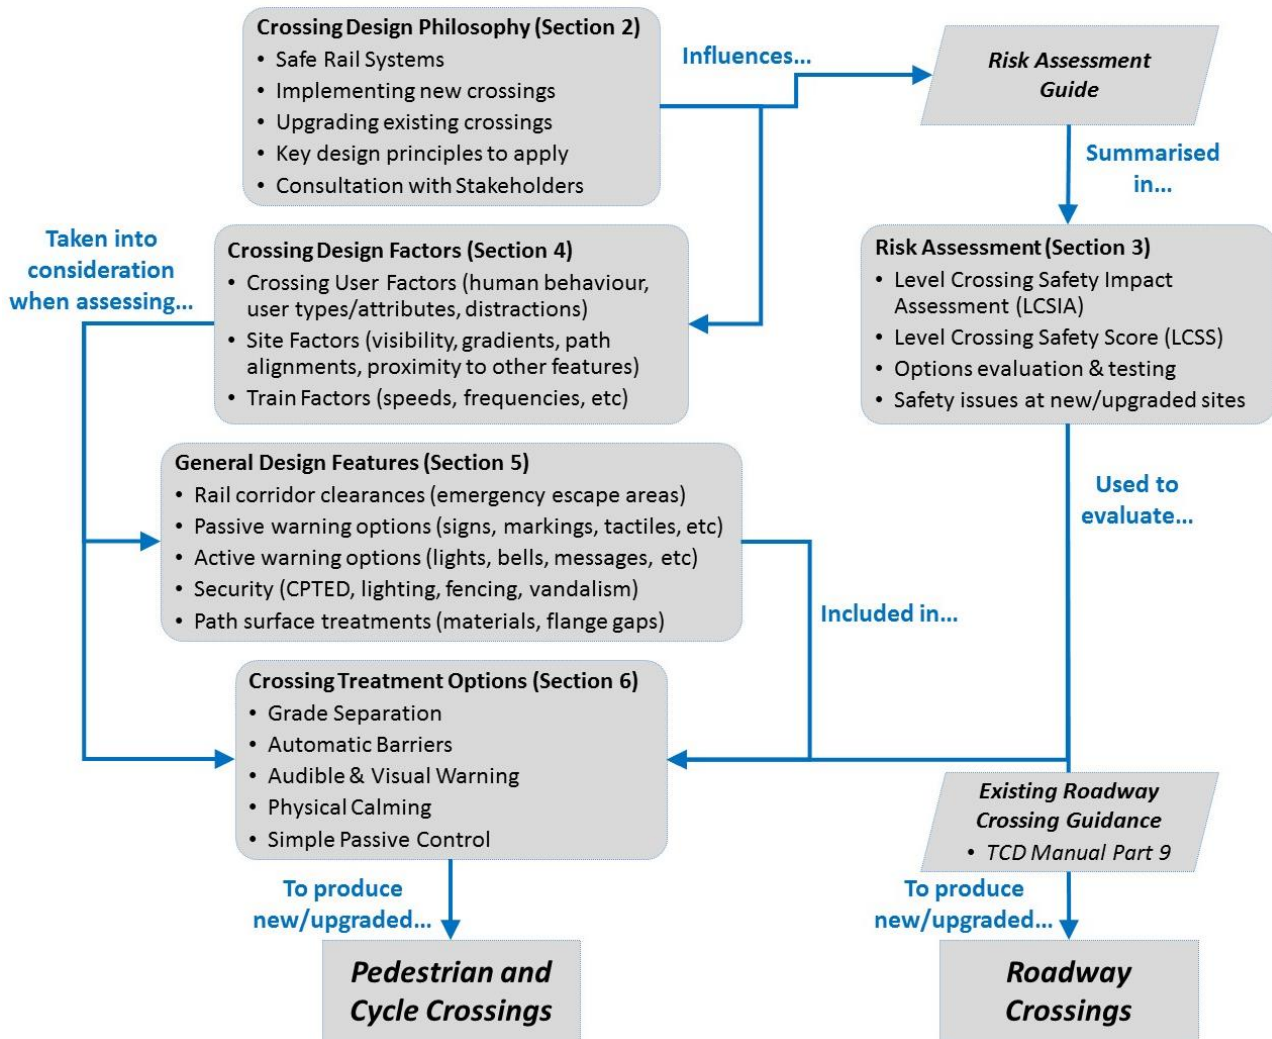 Crossing Design Philosophy (Section 2)
• Safe Rail Systems
• Implementing new crossings
• Upgrading existing crossings
• Key design principles to apply
• Consultation with Stakeholders
Influences...
Risk Assessment
Guide
Summarised
in...
Taken into
consideration
when assessing...
Crossing Design Factors (Section 4)
• Crossing User Factors (human behaviour,
user types/attributes, distractions)
• Site Factors (visibility, gradients, path
alignments, proximity to other features)
• Train Factors (speeds, frequencies, etc)
Risk Assessment (Section 3)
• Level Crossing Safety Impact
Assessment (LCSIA)
• Level Crossing Safety Score (LCSS)
• Options evaluation & testing
• Safety issues at new/upgraded sites
General Design Features (Section 5)
• Rail corridor clearances (emergency escape areas)
• Passive warning options (signs, markings, tactiles, etc)
• Active warning options (lights, bells, messages, etc)
• Security (CPTED, lighting, fencing, vandalism)
• Path surface treatments (materials, flange gaps)
Used to
evaluate...
Included in...
Crossing Treatment Options (Section 6)
• Grade Separation
• Automatic Barriers
• Audible & Visual Warning
• Physical Calming
• Simple Passive Control
Existing Roadway
Crossing Guidance
• TCD Manual Part 9
To produce
new/upgraded...
To produce
new/upgraded...
Pedestrian and
Cycle Crossings
Roadway
Crossings